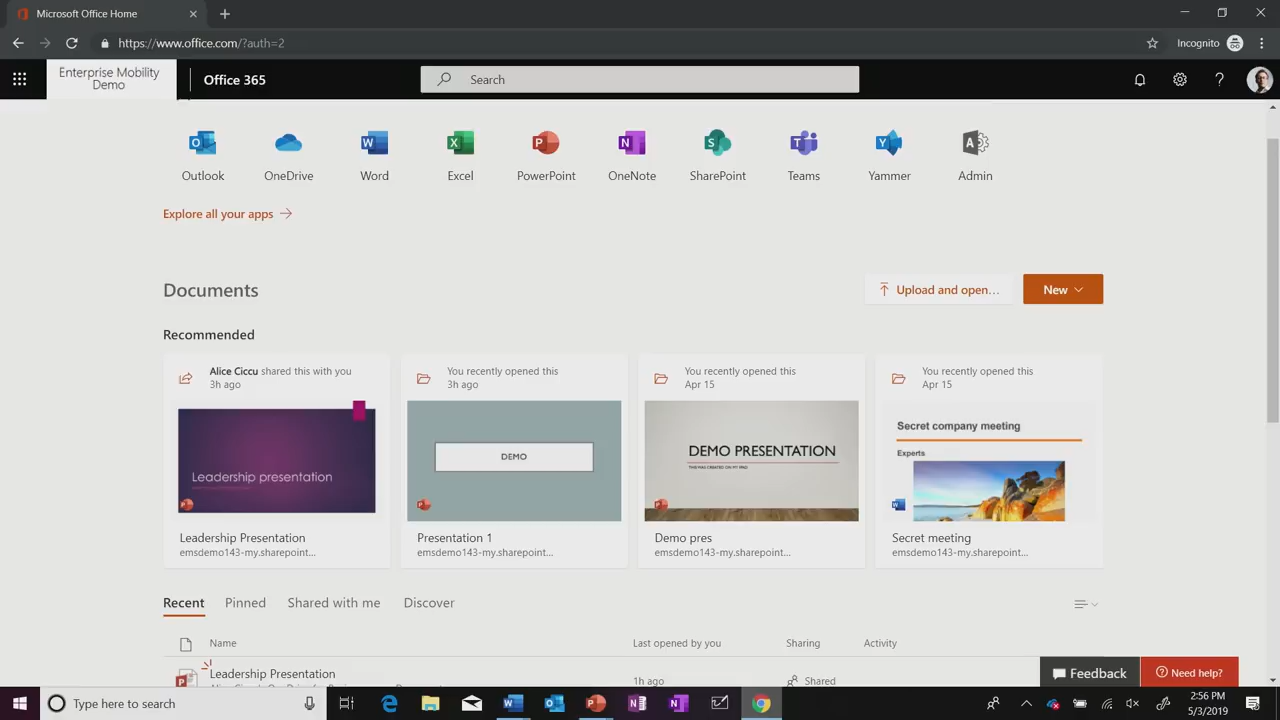 Microsoft Office Home
https://www.office.com/?auth=2
Incognito
Enterprise Mobility
Demo
Office 365
Search
Outlook
OneDrive
Word
Excel
PowerPoint
OneNote
SharePoint
Teams
Yammer
Admin
Explore all your apps
Documents
Upload and open...
New
Recommended
Alice Ciccu shared this with you
3h ago
You recently opened this
3h ago
You recently opened this
Apr 15
You recently opened this
Apr 15
Leadership presentation
DEMO
DEMO PRESENTATION
THIS WAS CREATED ON MY IPAD
Secret company meeting
Experts
Leadership Presentation
emsdemo143-my.sharepoint...
Presentation 1
emsdemo143-my.sharepoint...
Demo pres
emsdemo143-my.sharepoint...
Secret meeting
emsdemo143-my.sharepoint...
Recent
Pinned
Shared with me
Discover
Name
Last opened by you
Sharing
Activity
Leadership Presentation
1h ago
Shared
Feedback
Need help?
Type here to search
2:56 PM
5/3/2019